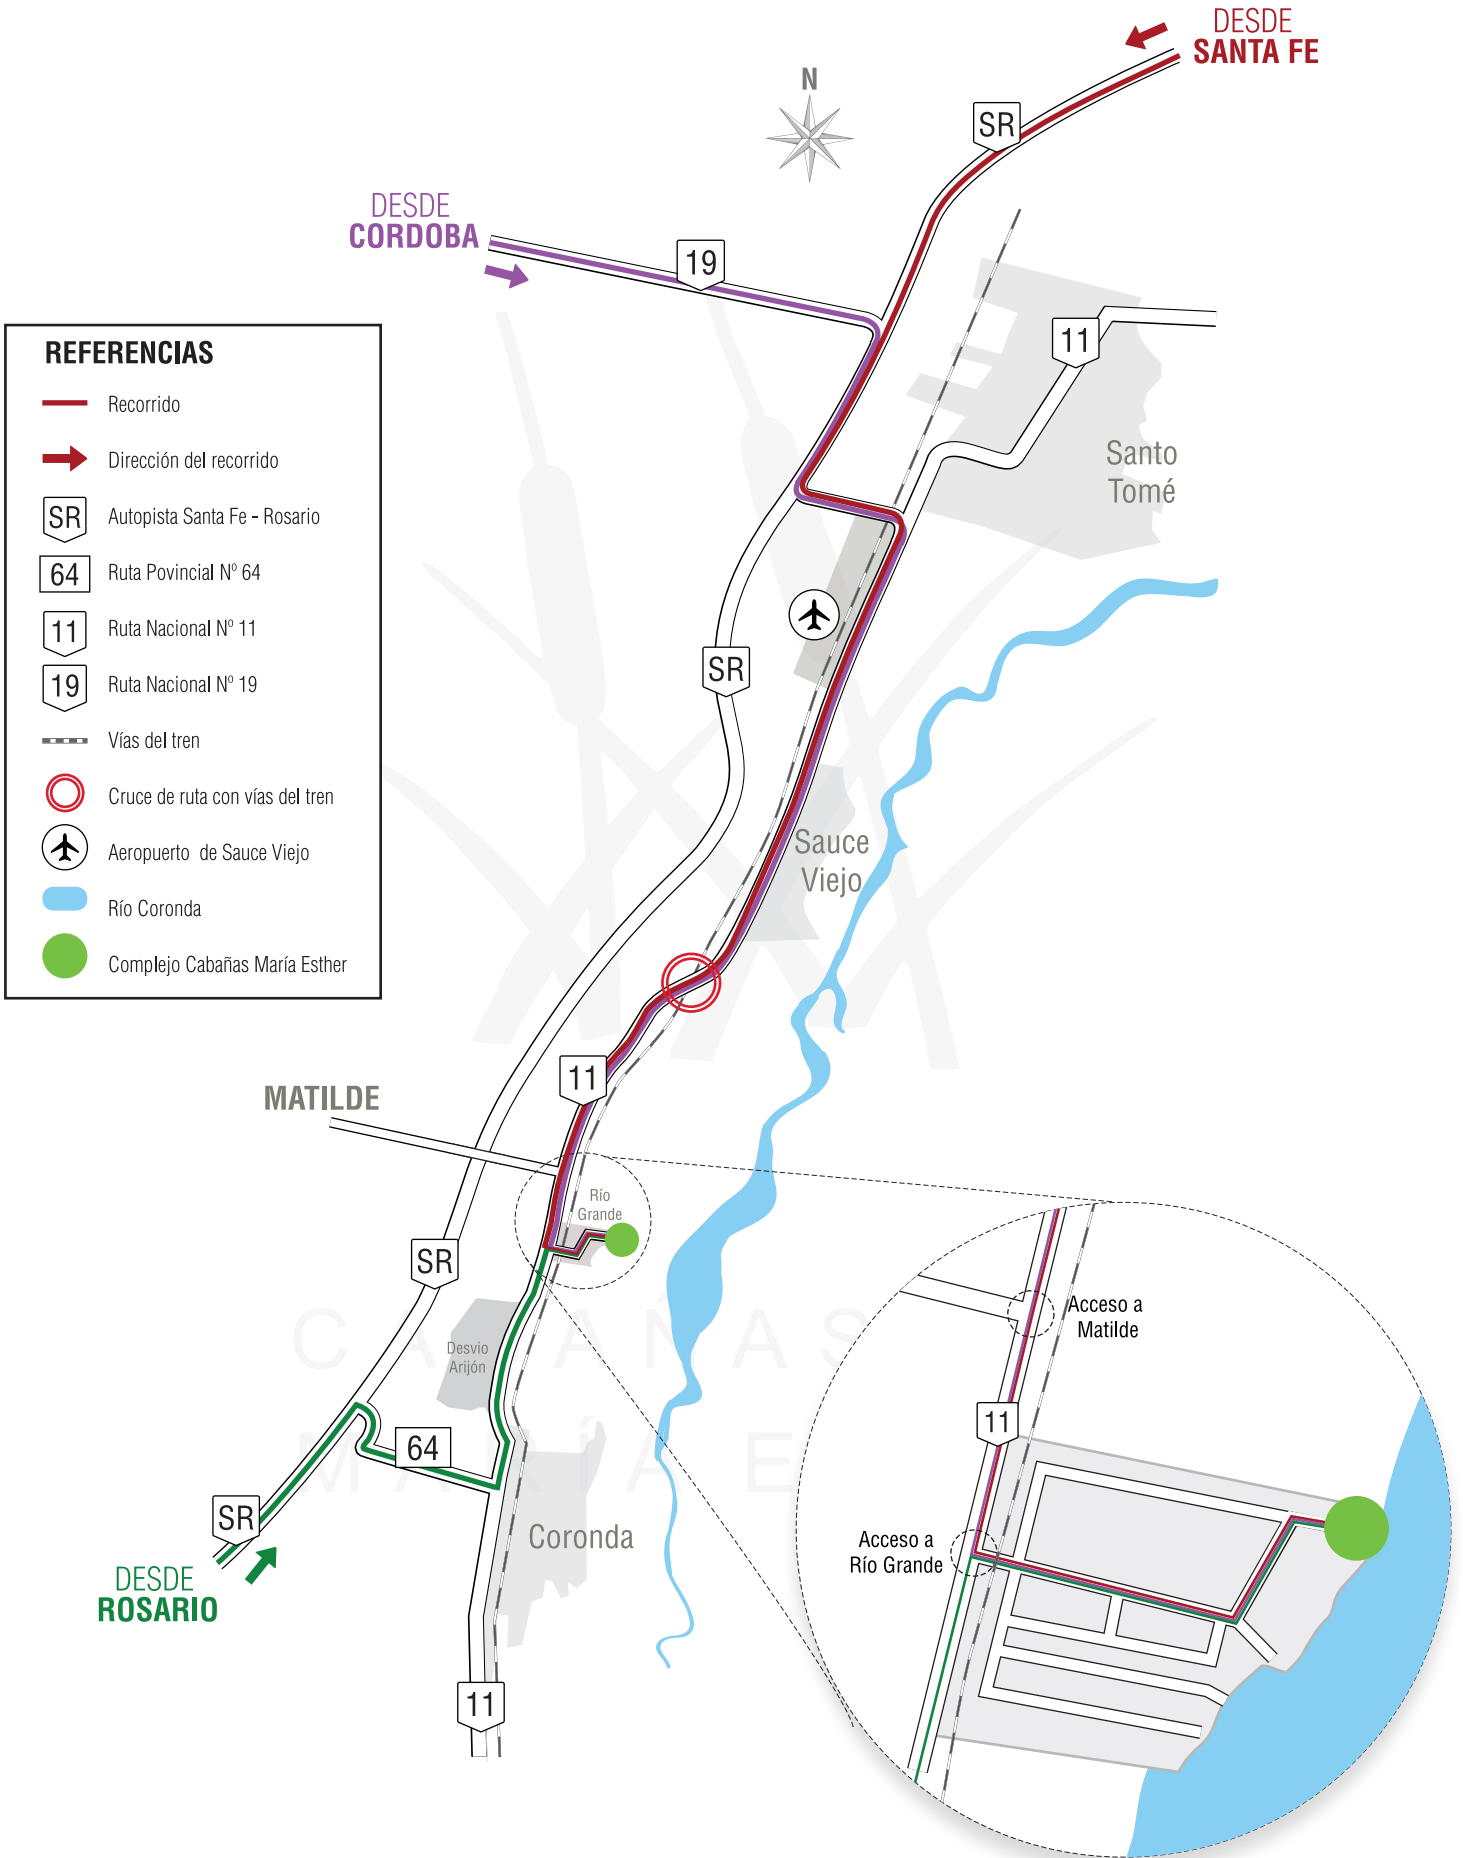 DESDE
SANTA FE
N
SR
DESDE
CORDOBA
19
11
REFERENCIAS
Recorrido
Dirección del recorrido
SR
Autopista Santa Fe - Rosario
64
Ruta Povincial Nº 64
11
Ruta Nacional Nº 11
19
Ruta Nacional Nº 19
Vías del tren
Cruce de ruta con vías del tren
Aeropuerto de Sauce Viejo
Río Coronda
Complejo Cabañas María Esther
Santo
Tomé
SR
Sauce
Viejo
11
MATILDE
Río
Grande
SR
Acceso a
Matilde
CABAÑAS
Desvio
Arijón
11
64
MARÍA E
SR
Coronda
Acceso a
Río Grande
DESDE
ROSARIO
11